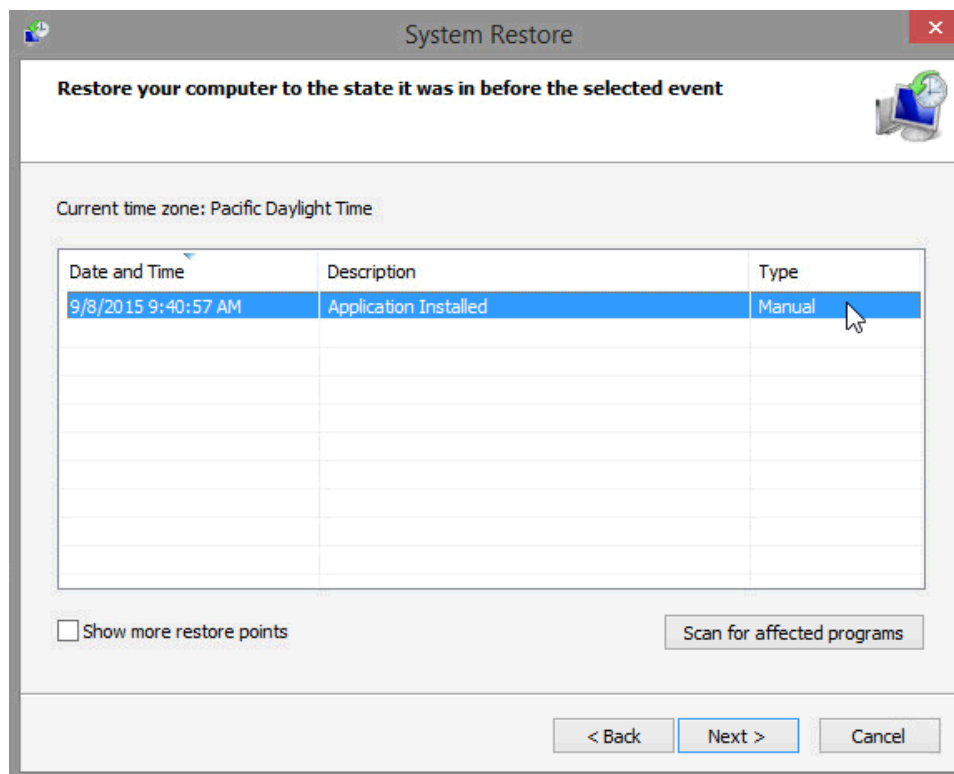 System Restore
Restore your computer to the state it was in before the selected event
Current time zone: Pacific Daylight Time
Date and Time Description Type
9/8/2015 9:40:57 AM Application Installed Manual
Show more restore points Scan for affected programs
< Back Next > Cancel